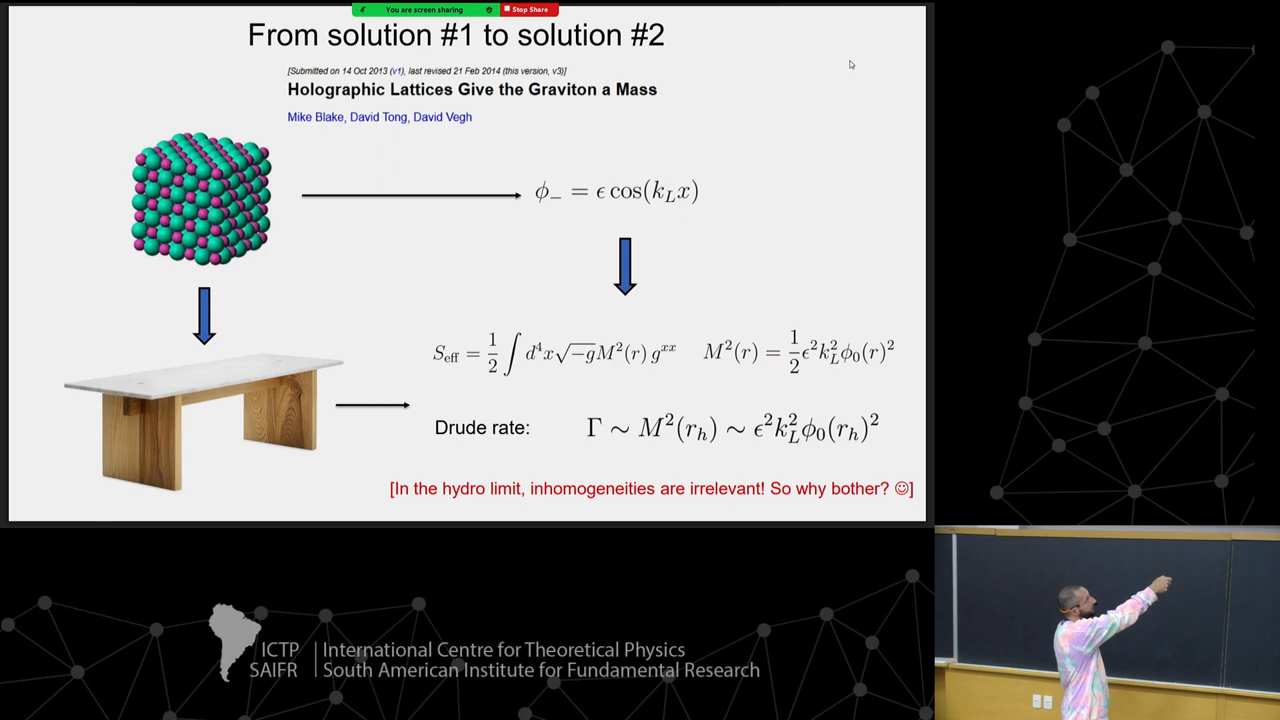 You are screen sharing Stop Share
From solution #1 to solution #2
[Submitted on 14 Oct 2013 (v1), last revised 21 Feb 2014 (this version, v3)]
Holographic Lattices Give the Graviton a Mass
Mike Blake, David Tong, David Vegh
ϕ₋ = ϵ cos(k_L x)
S_eff = 1/2 ∫ d⁴x √−g M²(r) g^{xx} M²(r) = 1/2 ϵ² k_L² ϕ₀(r)²
Drude rate: Γ ∼ M²(r_h) ∼ ϵ² k_L² ϕ₀(r_h)²
[In the hydro limit, inhomogeneities are irrelevant! So why bother? ☺]
ICTP International Centre for Theoretical Physics
SAIFR South American Institute for Fundamental Research